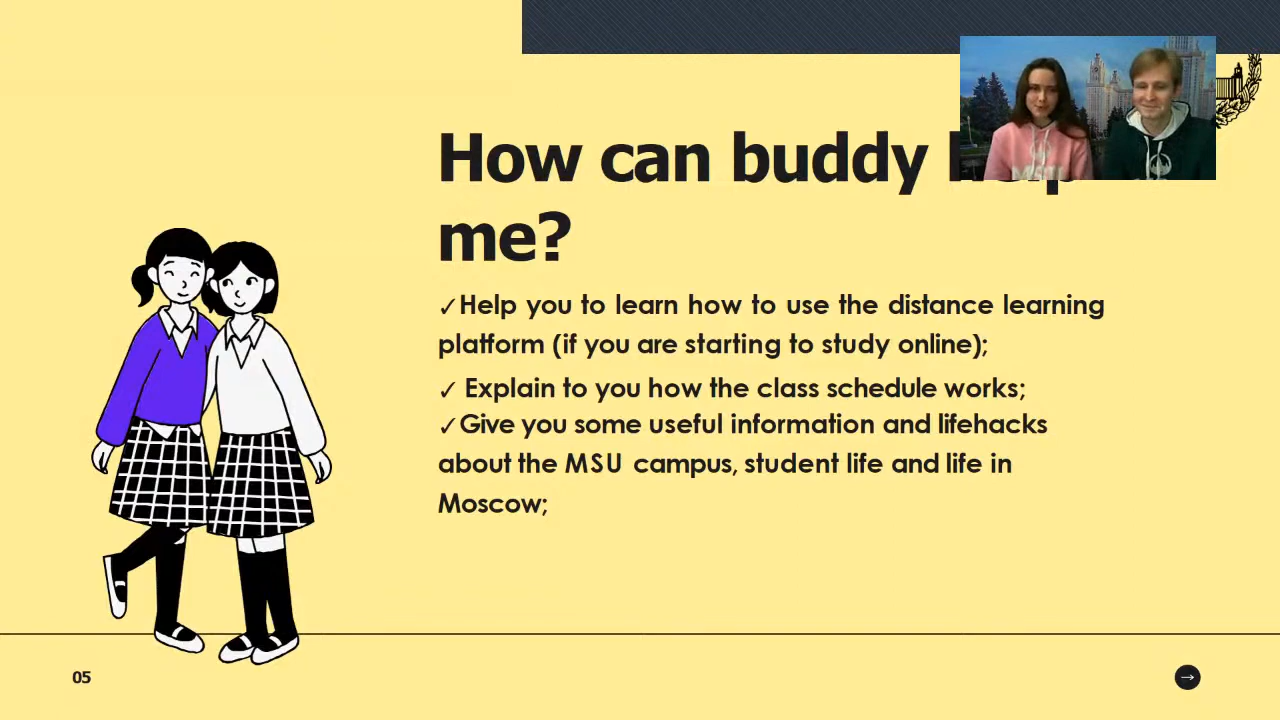 How can buddy help
me?
✓Help you to learn how to use the distance learning
platform (if you are starting to study online);
✓ Explain to you how the class schedule works;
✓Give you some useful information and lifehacks
about the MSU campus, student life and life in
Moscow;
05